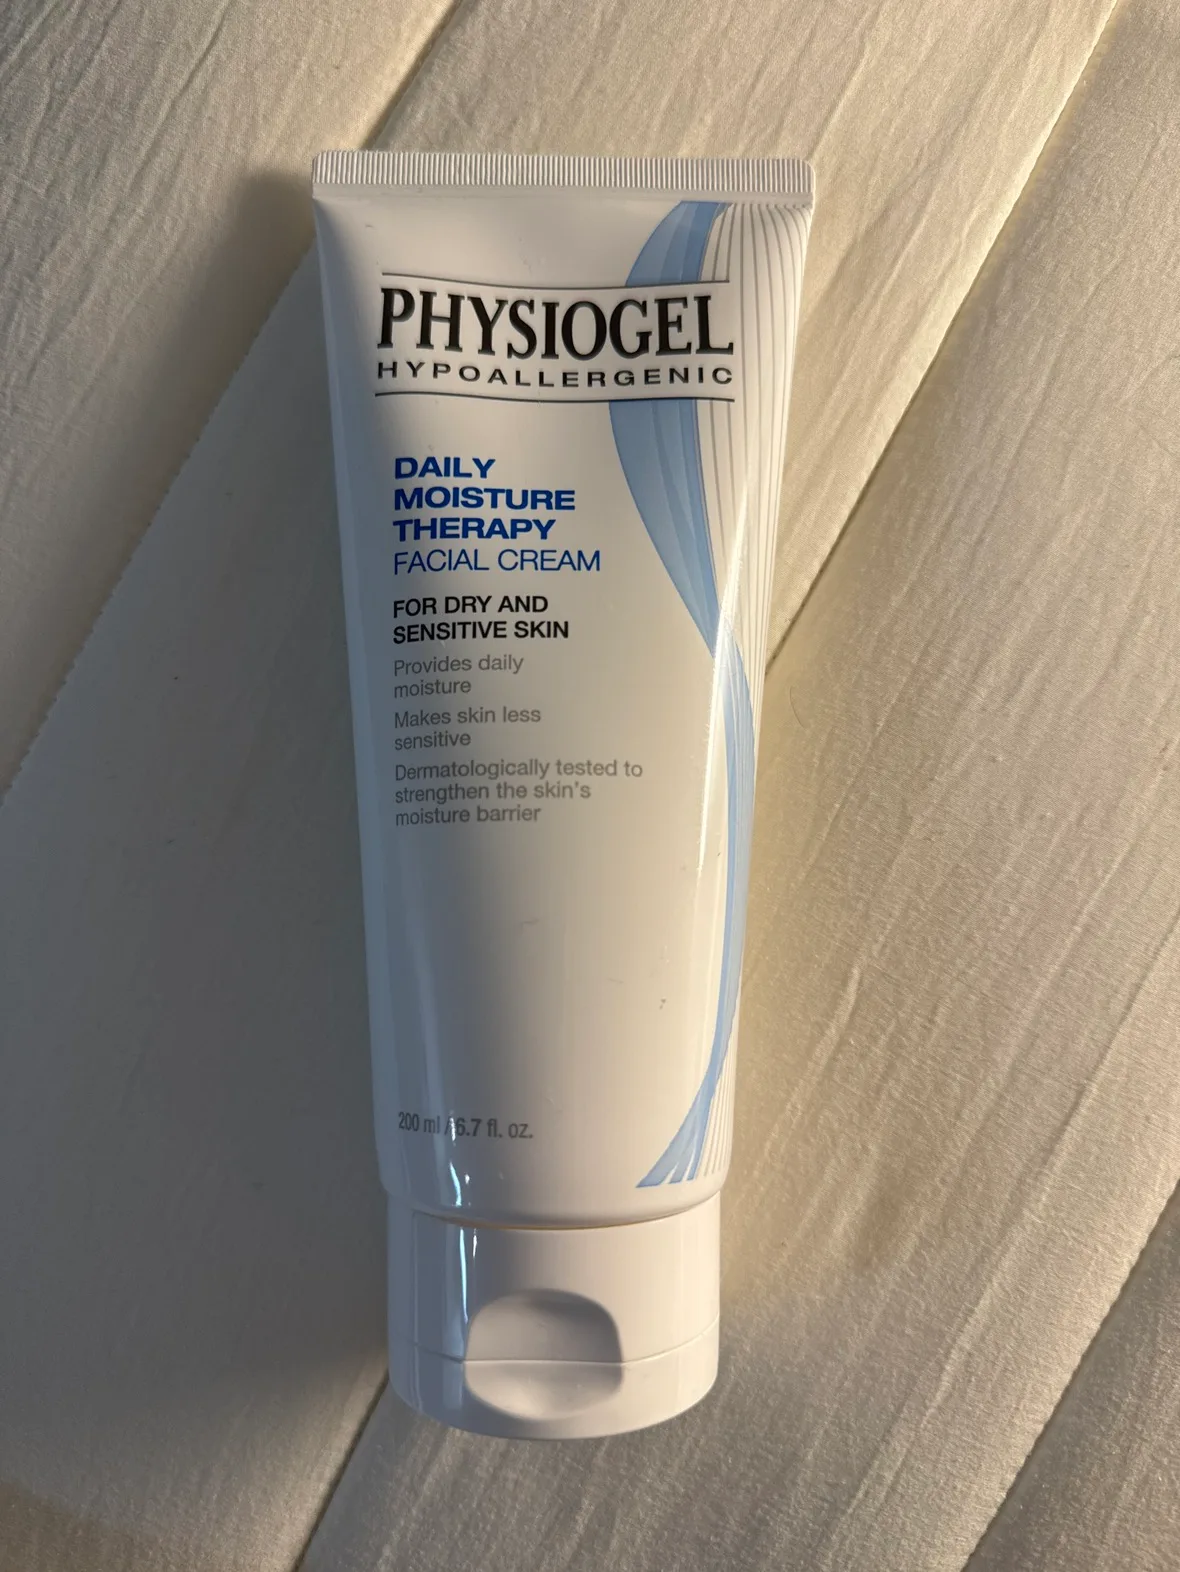 PHYSIOGEL
HYPOALLERGENIC
DAILY
MOISTURE
THERAPY
FACIAL CREAM
FOR DRY AND
SENSITIVE SKIN
Provides daily
moisture
Makes skin less
sensitive
Dermatologically tested to
strengthen the skin's
moisture barrier
200 ml / 6.7 fl. oz.